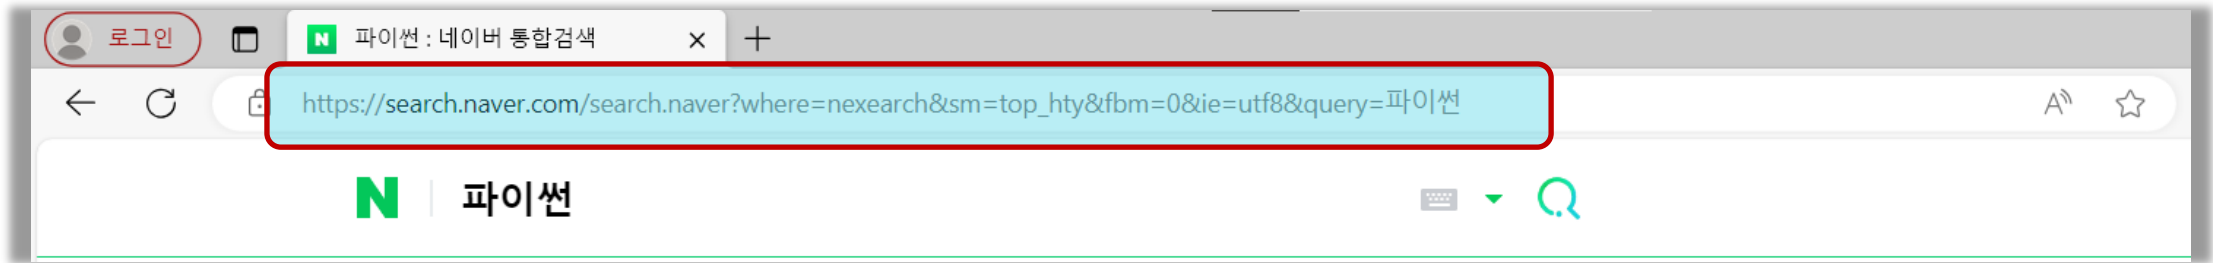 로그인
파이썬 : 네이버 통합검색
https://search.naver.com/search.naver?where=nexearch&sm=top_hty&fbm=0&ie=utf8&query=파이썬
A
N 파이썬